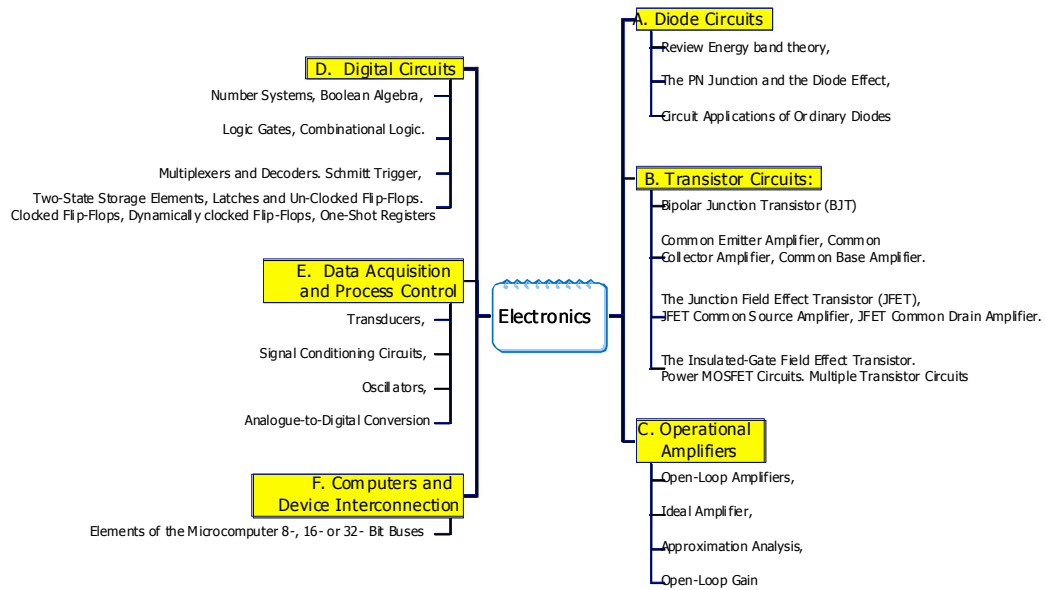 Electronics
A. Diode Circuits
Review Energy band theory,
The PN Junction and the Diode Effect,
Circuit Applications of Ordinary Diodes
B. Transistor Circuits:
Bipolar Junction Transistor (BJT)
Common Emitter Amplifier, Common
Collector Amplifier, Common Base Amplifier.
The Junction Field Effect Transistor (JFET),
JFET Common Source Amplifier, JFET Common Drain Amplifier.
The Insulated-Gate Field Effect Transistor.
Power MOSFET Circuits. Multiple Transistor Circuits
C. Operational
Amplifiers
Open-Loop Amplifiers,
Ideal Amplifier,
Approximation Analysis,
Open-Loop Gain
D. Digital Circuits
Number Systems, Boolean Algebra,
Logic Gates, Combinational Logic.
Multiplexers and Decoders. Schmitt Trigger,
Two-State Storage Elements, Latches and Un-Clocked Flip-Flops.
Clocked Flip-Flops, Dynamically clocked Flip-Flops, One-Shot Registers
E. Data Acquisition
and Process Control
Transducers,
Signal Conditioning Circuits,
Oscillators,
Analogue-to-Digital Conversion
F. Computers and
Device Interconnection
Elements of the Microcomputer 8-, 16- or 32- Bit Buses